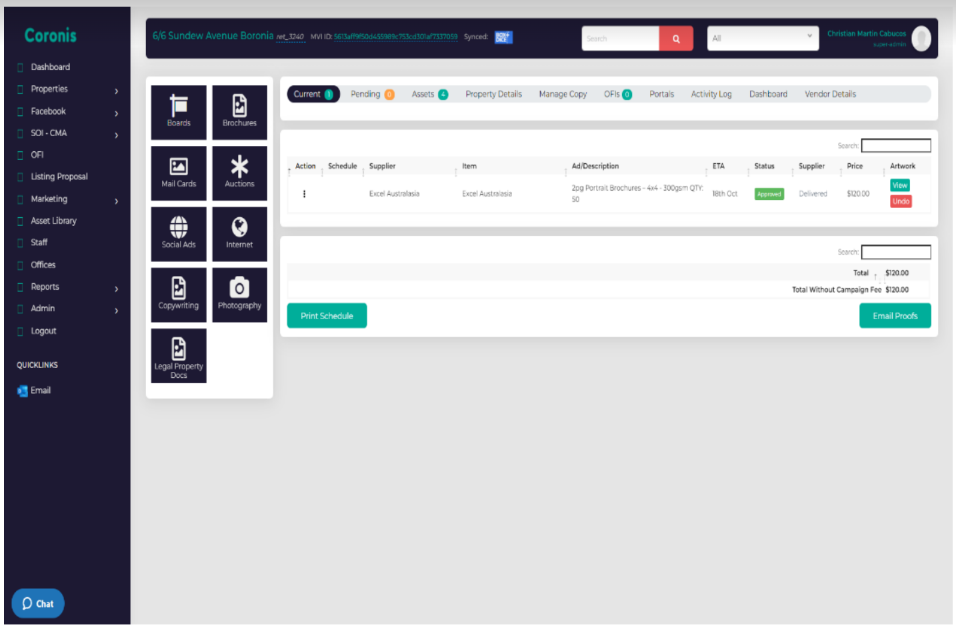 Coronis
Dashboard
Properties
Facebook
SOI - CMA
OFI
Listing Proposal
Marketing
Asset Library
Staff
Offices
Reports
Admin
Logout
QUICKLINKS
Email
Chat
6/6 Sundew Avenue Boronia ret_3240 MVI ID: Synced:
Search
All
Christian Martin Cabucos
super-admin
Boards
Brochures
Mail Cards
Auctions
Social Ads
Internet
Copywriting
Photography
Legal Property
Docs
Current 1 Pending 0 Assets 4 Property Details Manage Copy OFIs 0 Portals Activity Log Dashboard Vendor Details
Search:
Action Schedule Supplier Item Ad/Description ETA Status Supplier Price Artwork
Excel Australasia Excel Australasia 2pg Portrait Brochures - 4x4 - 300gsm QTY: 50 18th Oct Approved Delivered $120.00 View
Undo
Search:
Total $120.00
Total Without Campaign Fee $120.00
Print Schedule Email Proofs